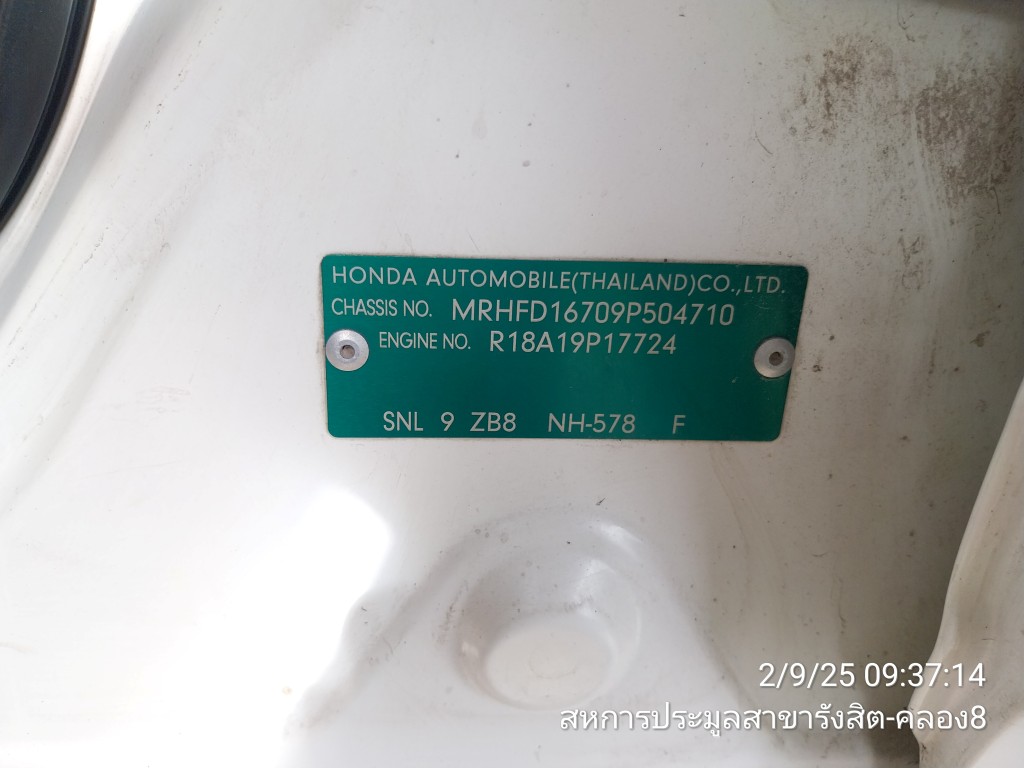 HONDA AUTOMOBILE(THAILAND)CO.,LTD.
CHASSIS NO. MRHFD16709P504710
ENGINE NO. R18A19P17724
SNL 9 ZB8 NH-578 F
2/9/25 09:37:14
สหการประมูลสาขารังสิต-คลอง8